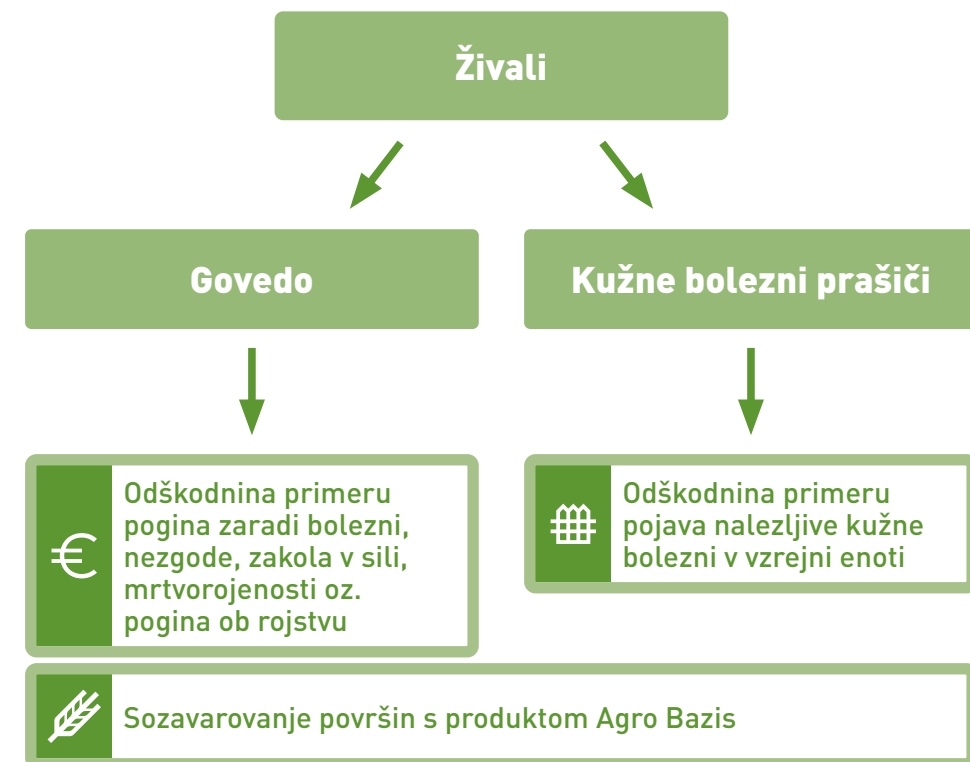 Živali
Govedo
Kužne bolezni prašiči
Odškodnina primeru
pogina zaradi bolezni,
nezgode, zakola v sili,
mrtvorojenosti oz.
pogina ob rojstvu
Odškodnina primeru
pojava nalezljive kužne
bolezni v vzrejni enoti
Sozavarovanje površin s produktom Agro Bazis